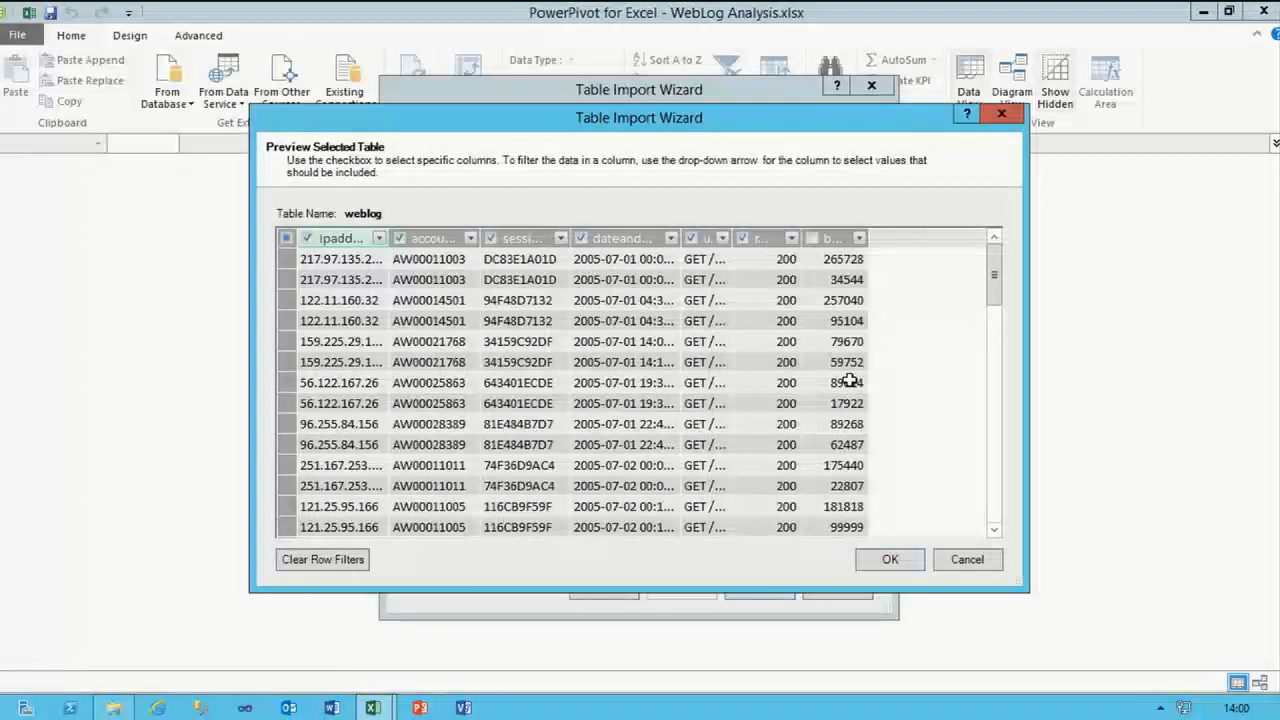 PowerPivot for Excel - WebLog Analysis.xlsx
File Home Design Advanced
Paste Append
Paste Replace
Copy
Paste
Clipboard
From Database
From Data Service
From Other
Existing
Get Ex
Data Type :
Sort A to Z
AutoSum
KPI
Data
Diagram View
Show Hidden
Calculation Area
View
Table Import Wizard
Table Import Wizard
Preview Selected Table
Use the checkbox to select specific columns. To filter the data in a column, use the drop-down arrow for the column to select values that
should be included.
Table Name: weblog
ipadd... accou... sessi... dateand... u. r... b...
217.97.135.2... AW00011003 DC83E1A01D 2005-07-01 00:0... GET /... 200 265728
217.97.135.2... AW00011003 DC83E1A01D 2005-07-01 00:0... GET /... 200 34544
122.11.160.32 AW00014501 94F48D7132 2005-07-01 04:3... GET /... 200 257040
122.11.160.32 AW00014501 94F48D7132 2005-07-01 04:3... GET /... 200 95104
159.225.29.1... AW00021768 34159C92DF 2005-07-01 14:0... GET /... 200 79670
159.225.29.1... AW00021768 34159C92DF 2005-07-01 14:1... GET /... 200 59752
56.122.167.26 AW00025863 643401ECDE 2005-07-01 19:3... GET /... 200
56.122.167.26 AW00025863 643401ECDE 2005-07-01 19:3... GET /... 200 17922
96.255.84.156 AW00028389 81E484B7D7 2005-07-01 22:4... GET /... 200 89268
96.255.84.156 AW00028389 81E484B7D7 2005-07-01 22:4... GET /... 200 62487
251.167.253.... AW00011011 74F36D9AC4 2005-07-02 00:0... GET /... 200 175440
251.167.253.... AW00011011 74F36D9AC4 2005-07-02 00:0... GET /... 200 22807
121.25.95.166 AW00011005 116CB9F59F 2005-07-02 00:1... GET /... 200 181818
121.25.95.166 AW00011005 116CB9F59F 2005-07-02 00:1... GET /... 200 99999
Clear Row Filters OK Cancel
14:00